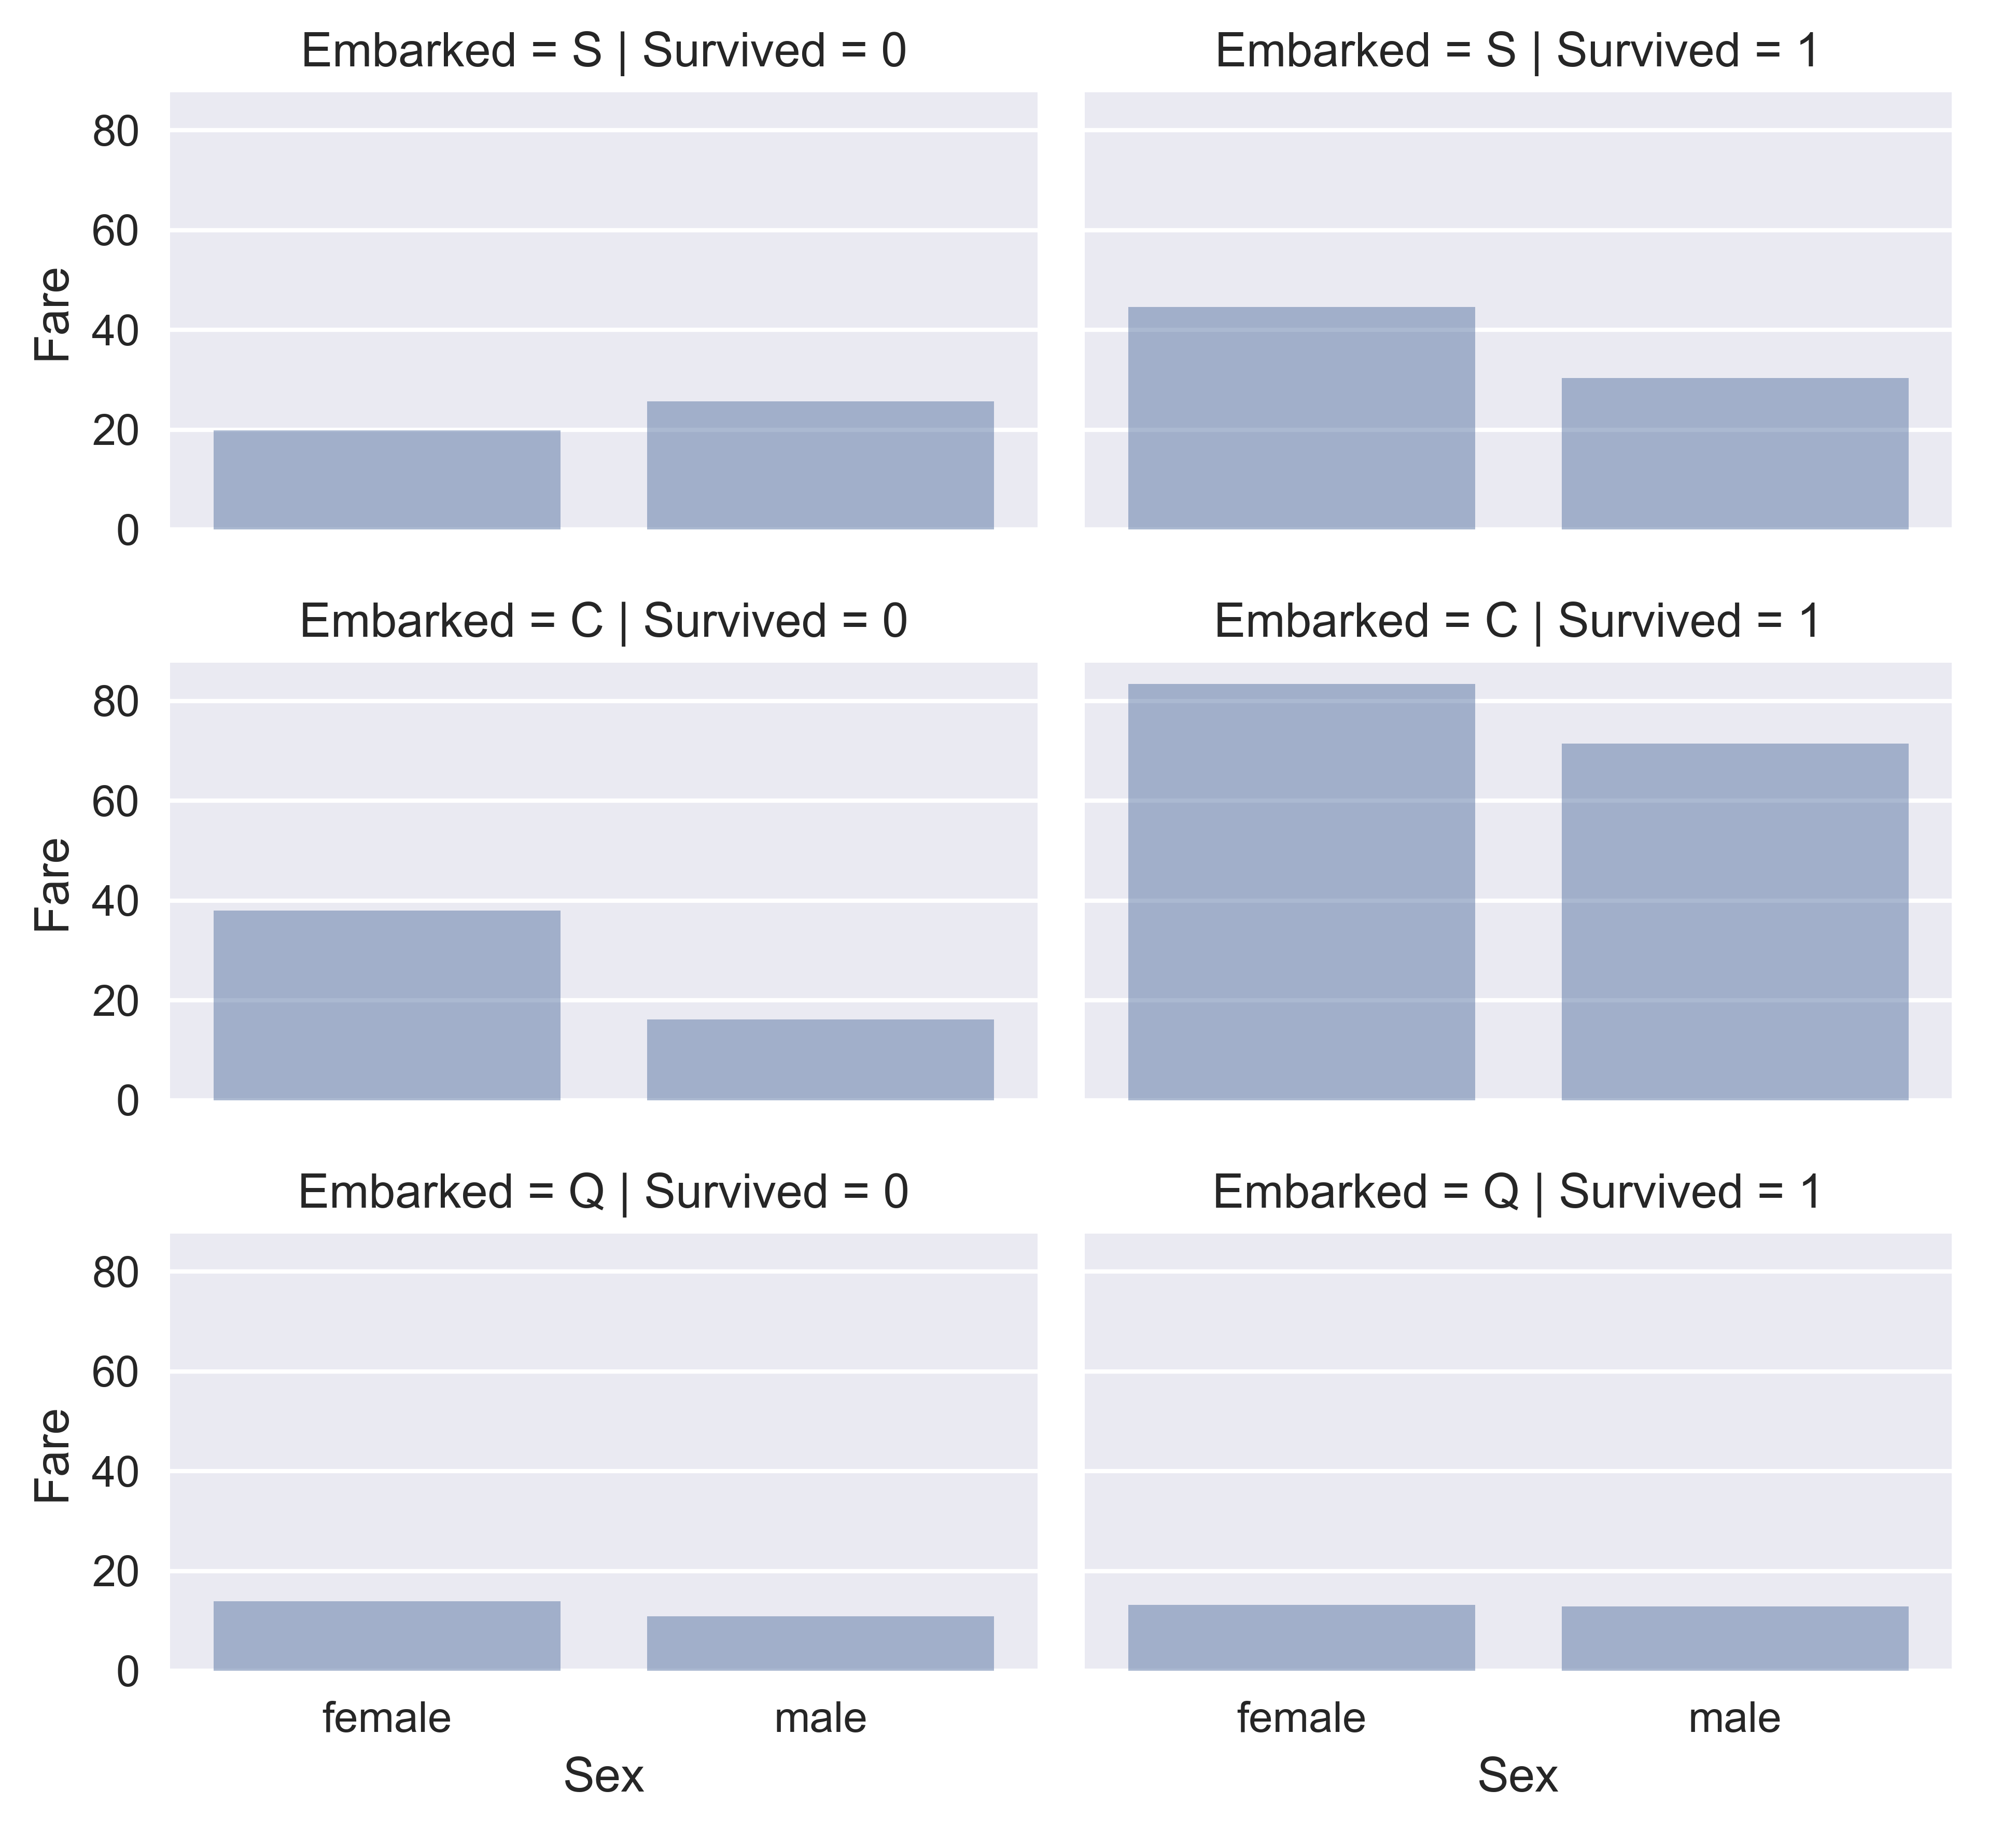 Embarked = S | Survived = 0
Embarked = S | Survived = 1
80
60
40
20
0
Fare
Embarked = C | Survived = 0
Embarked = C | Survived = 1
80
60
40
20
0
Fare
Embarked = Q | Survived = 0
Embarked = Q | Survived = 1
80
60
40
20
0
Fare
female
male
female
male
Sex
Sex